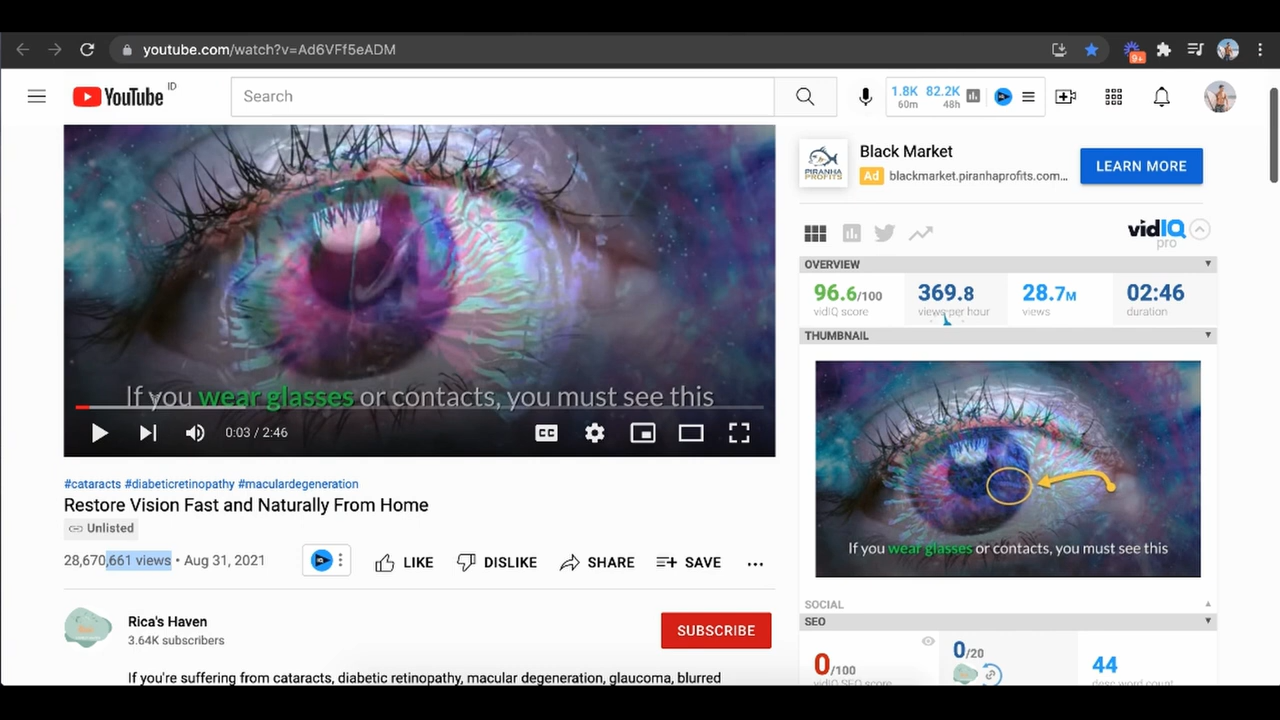 youtube.com/watch?v=Ad6VFf5eADM
9+
YouTube ID
Search
1.8K 82.2K
60m 48h
If you wear glasses or contacts, you must see this
0:03 / 2:46
CC
#cataracts #diabeticretinopathy #maculardegeneration
Restore Vision Fast and Naturally From Home
Unlisted
28,670,661 views • Aug 31, 2021
LIKE DISLIKE SHARE SAVE
Rica's Haven
3.64K subscribers
SUBSCRIBE
If you're suffering from cataracts, diabetic retinopathy, macular degeneration, glaucoma, blurred
PIRANHA
PROFITS
Black Market
Ad blackmarket.piranhaprofits.com...
LEARN MORE
vidIQ
pro
OVERVIEW
96.6/100 369.8 28.7M 02:46
vidIQ score views per hour views duration
THUMBNAIL
If you wear glasses or contacts, you must see this
SOCIAL
SEO
0/100 0/20 44
vidIQ SEO score desc word count